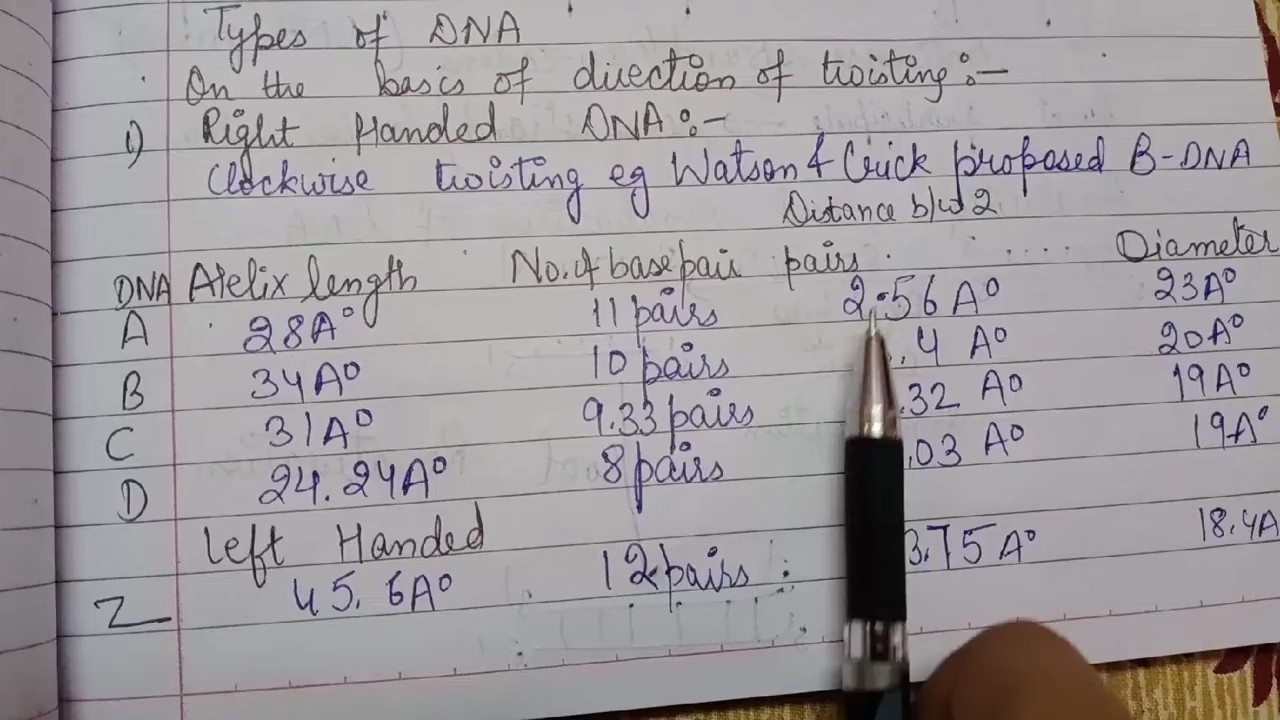 Types of DNA
On the basis of direction of twisting :-
1) Right Handed DNA :-
Clockwise twisting eg Watson & Crick proposed B-DNA
Distance b/w 2
DNA Helix length No. of base pair pairs .... Diameter
A 28A° 11 pairs 2.56 A° 23A°
B 34A° 10 pairs .4 A° 20A°
C 31A° 9.33 pairs .32 A° 19A°
D 24.24A° 8 pairs .03 A° 19A°
Left Handed
Z 45.6A° 12 pairs : 3.75 A° 18.4A